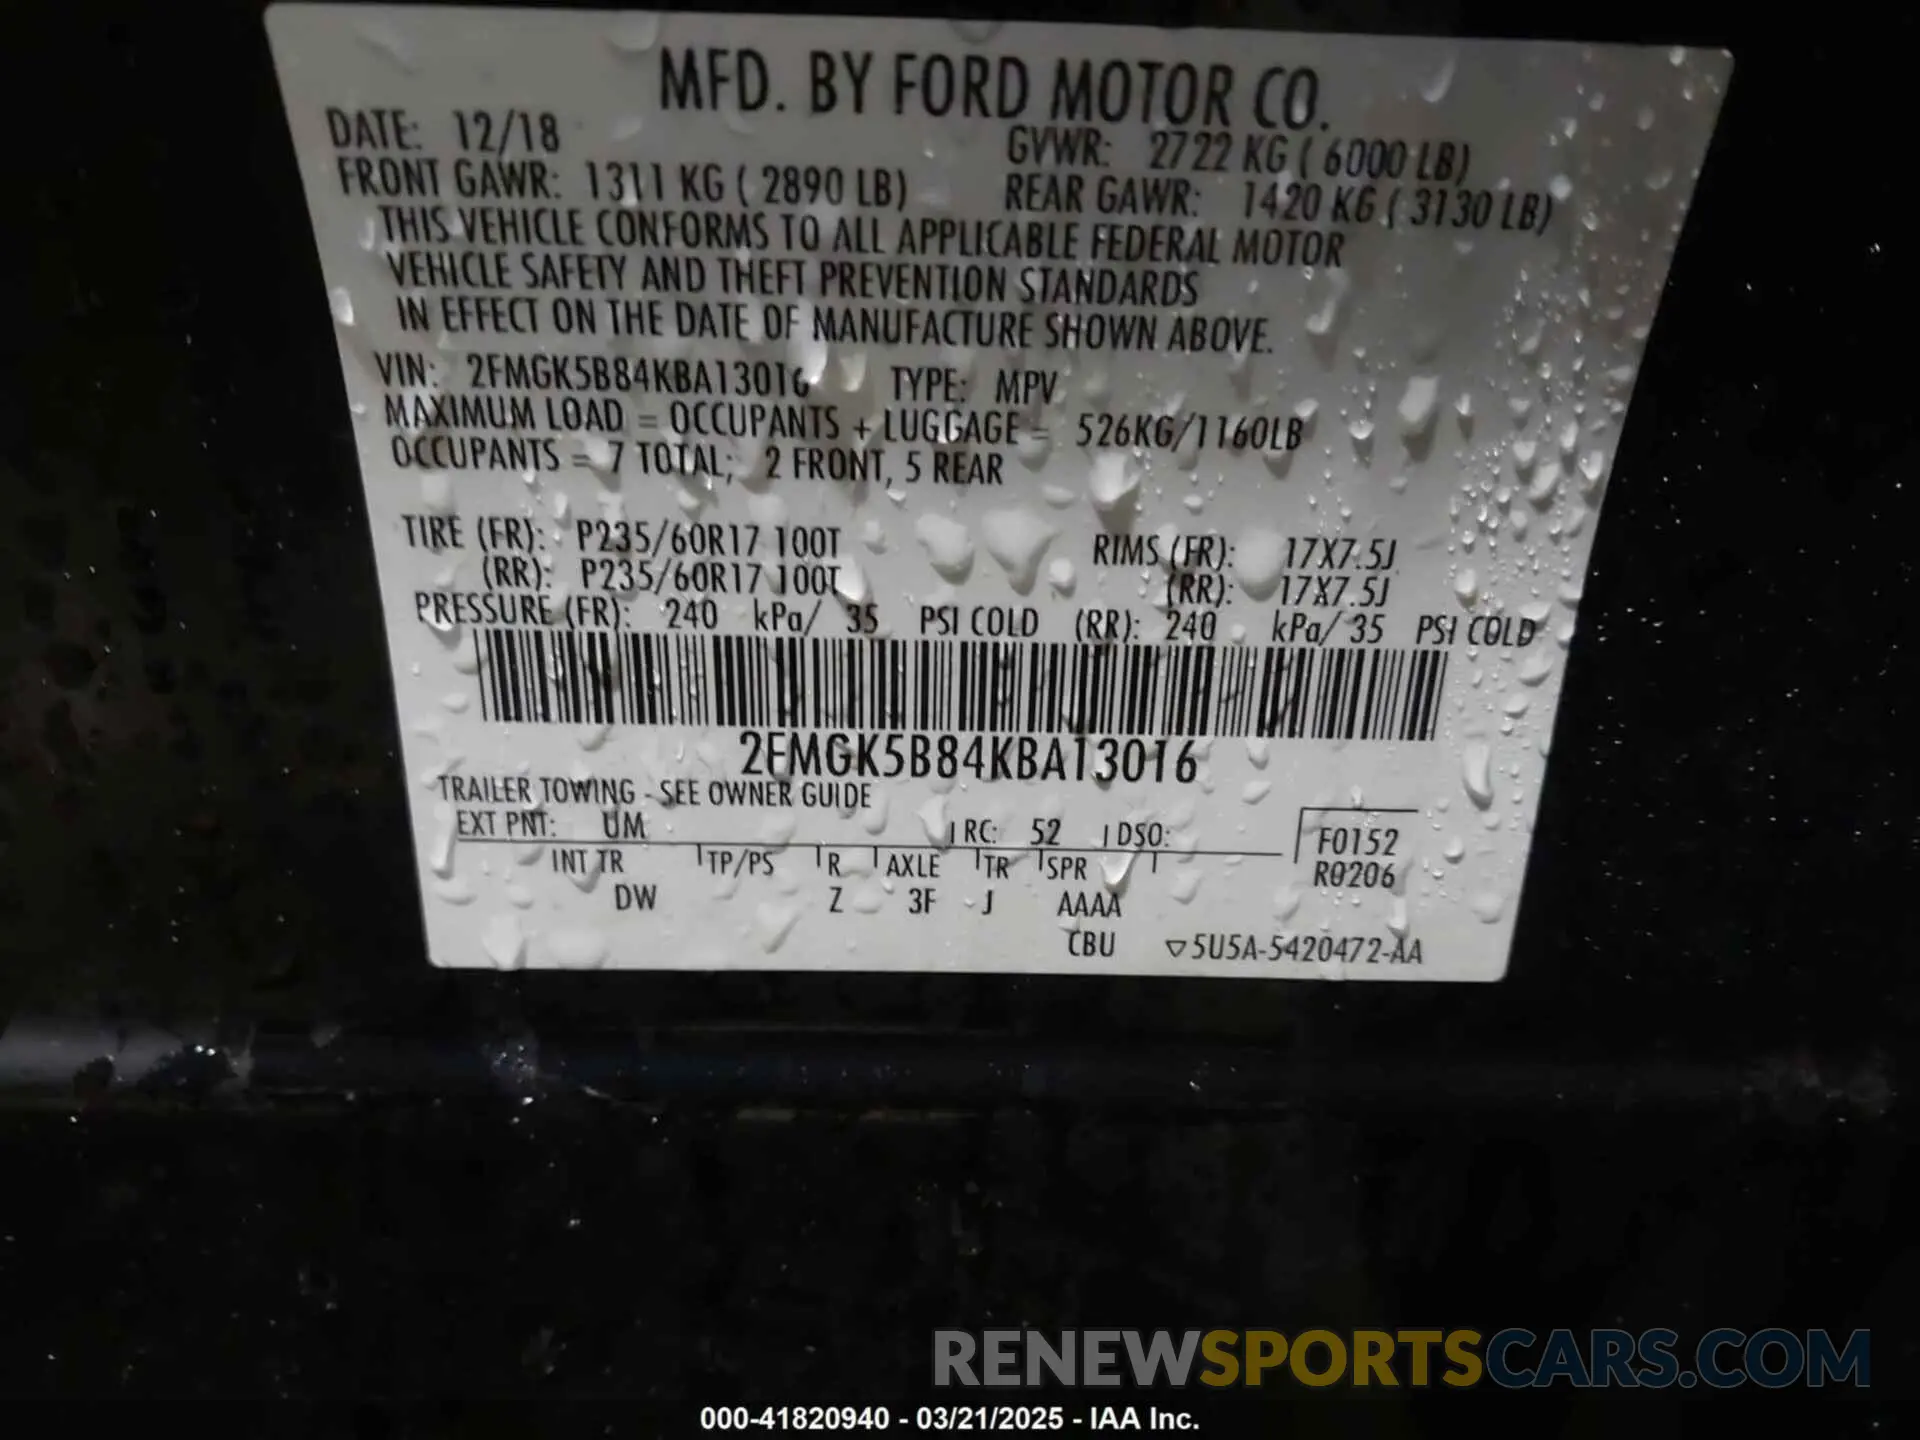 MFD. BY FORD MOTOR CO.
DATE: 12/18 GVWR: 2722 KG ( 6000 LB)
FRONT GAWR: 1311 KG ( 2890 LB) REAR GAWR: 1420 KG ( 3130 LB)
THIS VEHICLE CONFORMS TO ALL APPLICABLE FEDERAL MOTOR
VEHICLE SAFETY AND THEFT PREVENTION STANDARDS
IN EFFECT ON THE DATE OF MANUFACTURE SHOWN ABOVE.
VIN: 2FMGK5B84KBA13016 TYPE: MPV
MAXIMUM LOAD = OCCUPANTS + LUGGAGE = 526KG/1160LB
OCCUPANTS = 7 TOTAL; 2 FRONT, 5 REAR
TIRE (FR): P235/60R17 100T RIMS (FR): 17X7.5J
(RR): P235/60R17 100T (RR): 17X7.5J
PRESSURE (FR): 240 kPa/ 35 PSI COLD (RR): 240 kPa/ 35 PSI COLD
2FMGK5B84KBA13016
TRAILER TOWING - SEE OWNER GUIDE
EXT PNT: UM RC: 52 DSO: F0152
INT TR TP/PS R AXLE TR SPR R0206
DW Z 3F J AAAA
CBU ▽5U5A-5420472-AA
RENEWSPORTSCARS.COM
000-41820940 - 03/21/2025 - IAA Inc.